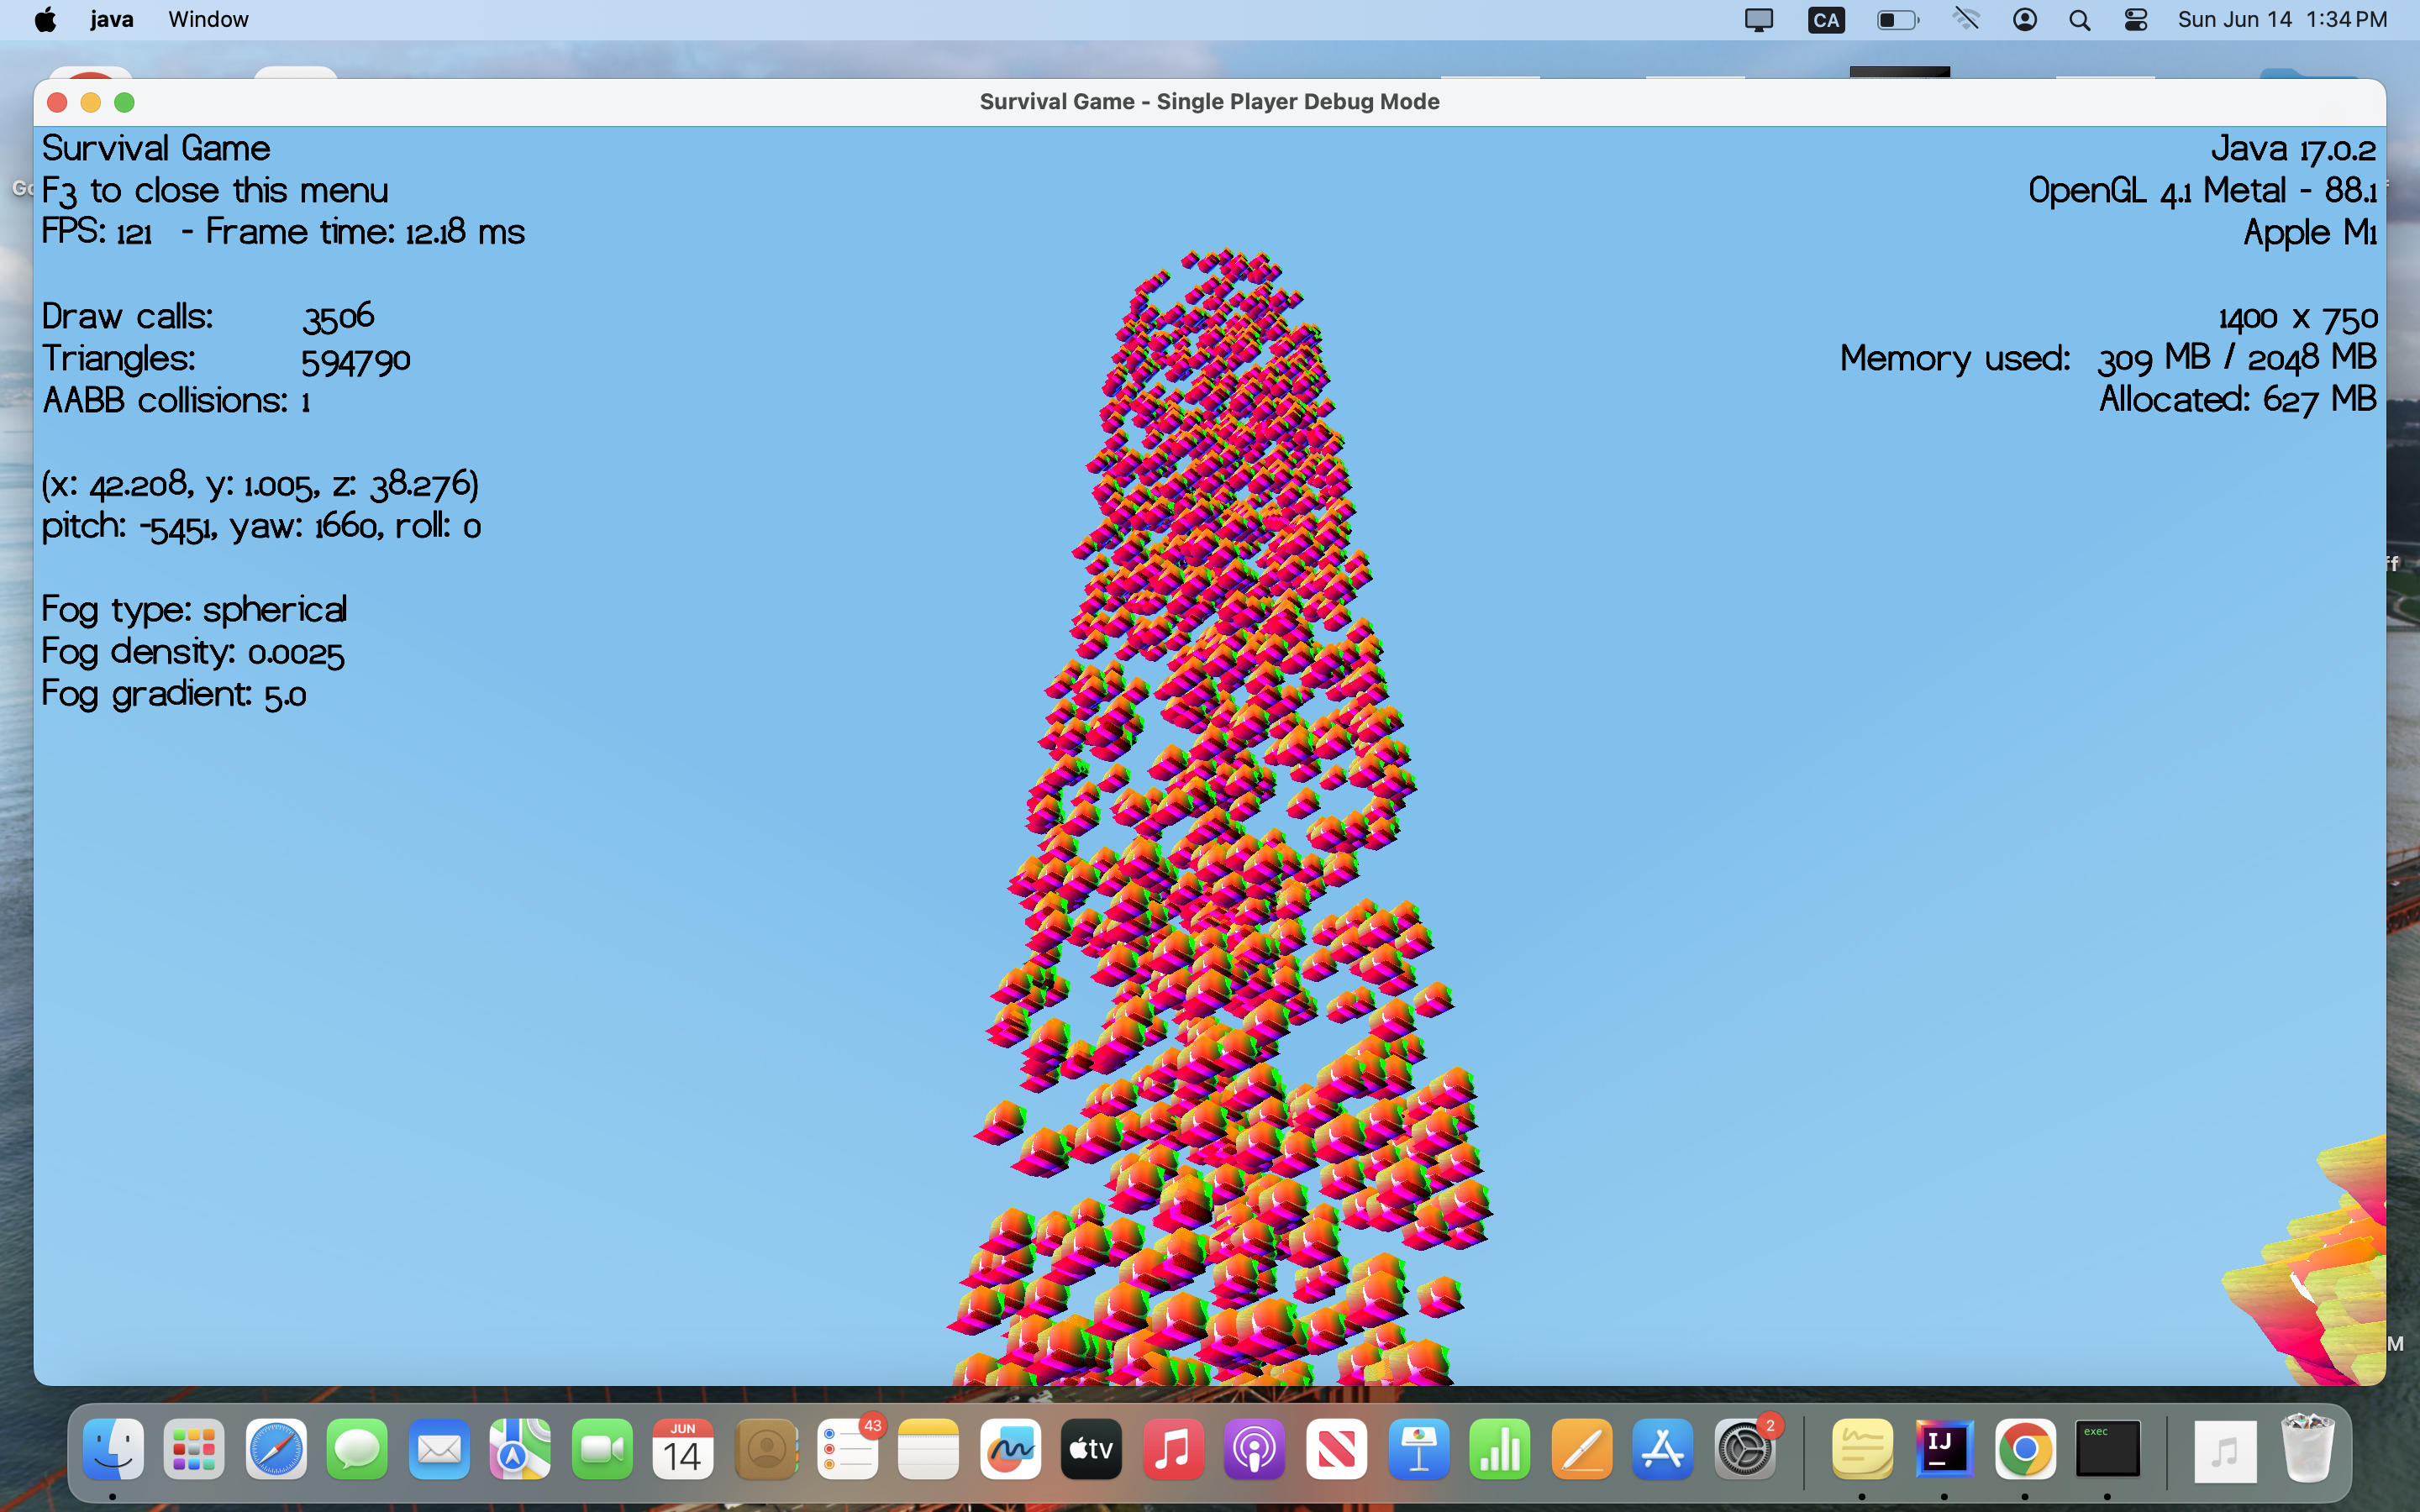 java Window CA Sun Jun 14 1:34 PM
Survival Game - Single Player Debug Mode
Survival Game
F3 to close this menu
FPS: 121 - Frame time: 12.18 ms
Draw calls: 3506
Triangles: 594790
AABB collisions: 1
(x: 42.208, y: 1.005, z: 38.276)
pitch: -5451, yaw: 1660, roll: 0
Fog type: spherical
Fog density: 0.0025
Fog gradient: 5.0
Java 17.0.2
OpenGL 4.1 Metal - 88.1
Apple M1
1400 x 750
Memory used: 309 MB / 2048 MB
Allocated: 627 MB
JUN
14
43
tv
2
IJ
exec